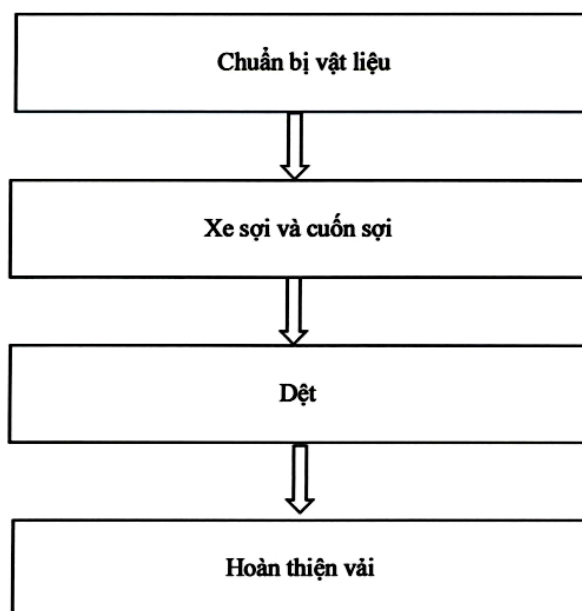 Chuẩn bị vật liệu
Xe sợi và cuốn sợi
Dệt
Hoàn thiện vải